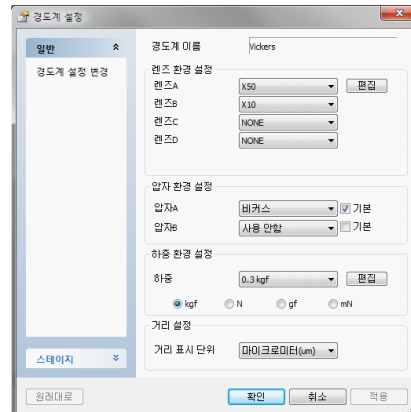 경도계 설정
일반
경도계 설정 변경
스테이지
경도계 이름 Vickers
렌즈 환경 설정
렌즈A X50 편집
렌즈B X10
렌즈C NONE
렌즈D NONE
압자 환경 설정
압자A 비커스 기본
압자B 사용 안함 기본
하중 환경 설정
하중 0.3 kgf 편집
kgf N gf mN
거리 설정
거리 표시 단위 마이크로미터(um)
원래대로 확인 취소 적용